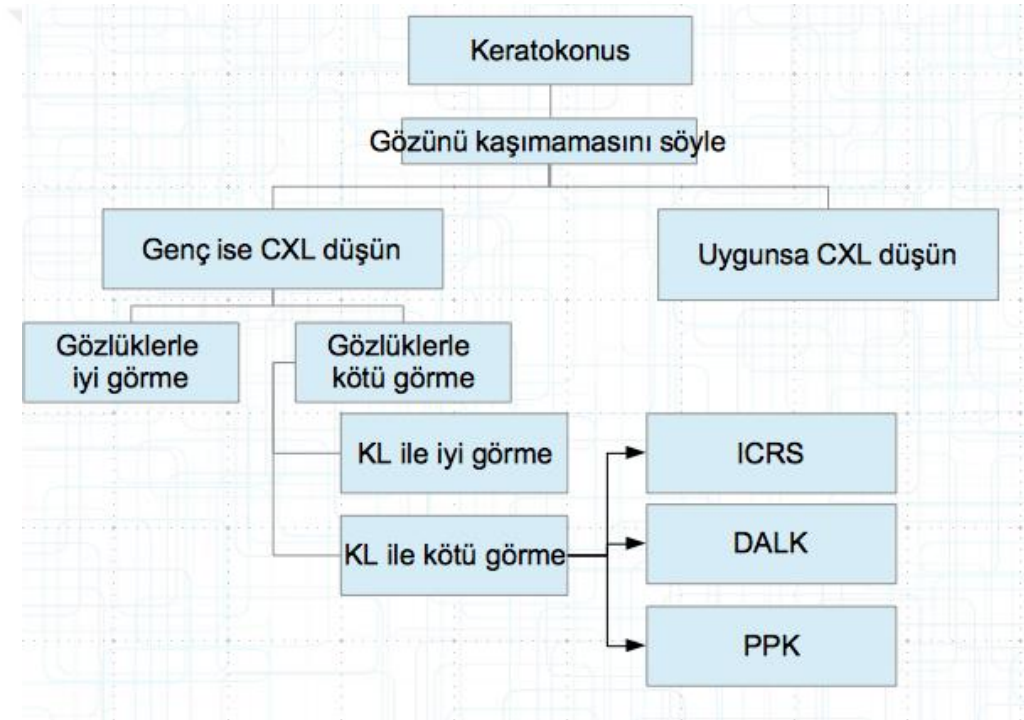 Keratokonus
Gözünü kaşımamasını söyle
Genç ise CXL düşün
Uygunsa CXL düşün
Gözlüklerle
iyi görme
Gözlüklerle
kötü görme
KL ile iyi görme
KL ile kötü görme
ICRS
DALK
PPK